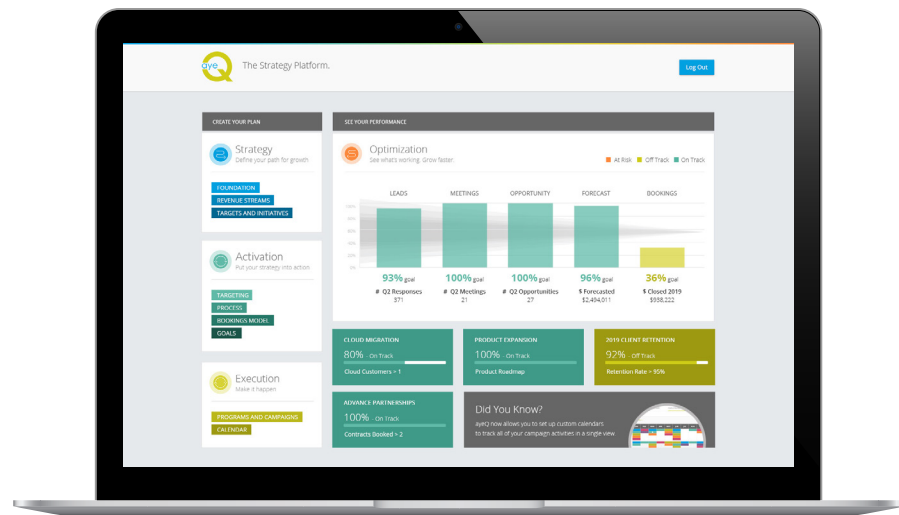 aye
The Strategy Platform.
Log Out
CREATE YOUR PLAN
Strategy
Define your path for growth
FOUNDATION
REVENUE STREAMS
TARGETS AND INITIATIVES
Activation
Put your strategy into action
TARGETING
PROCESS
BOOKINGS MODEL
GOALS
Execution
Make it happen
PROGRAMS AND CAMPAIGNS
CALENDAR
SEE YOUR PERFORMANCE
Optimization
See what's working. Grow faster.
At Risk Off Track On Track
LEADS MEETINGS OPPORTUNITY FORECAST BOOKINGS
100%
80%
60%
40%
20%
0%
93% goal 100% goal 100% goal 96% goal 36% goal
# Q2 Responses # Q2 Meetings # Q2 Opportunities $ Forecasted $ Closed 2019
371 21 27 $2,494,011 $938,222
CLOUD MIGRATION
80% - On Track
Cloud Customers > 1
PRODUCT EXPANSION
100% - On Track
Product Roadmap
2019 CLIENT RETENTION
92% - Off Track
Retention Rate > 95%
ADVANCE PARTNERSHIPS
100% - On Track
Contracts Booked > 2
Did You Know?
ayeQ now allows you to set up custom calendars
to track all of your campaign activities in a single view